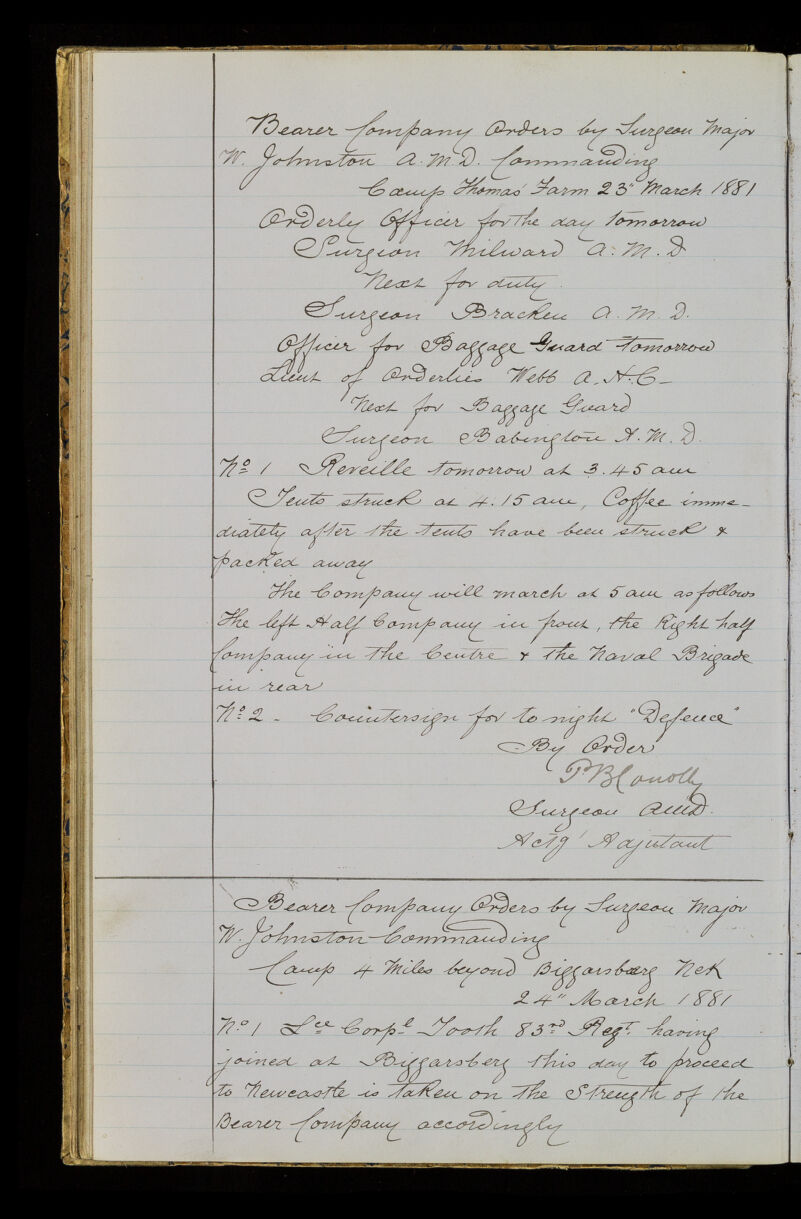 Bearer Company Orders by Surgeon Major
W. Johnston A.M.D. Commanding
Camp Thomas' Farm 23" March 1881
Orderly Officer for the day tomorrow
Surgeon Milward A.M.D
Next for duty.
Surgeon Bracken A.M.D.
Officer for Baggage Guard tomorrow
Lieut of Orderlies Webb A.H.C-
Next for Baggage Guard
Surgeon Babington A.M.D.
No 1 Reveille tomorrow at 3.45 am
Tents struck at 4.15 am, Coffee imme-
diately after the tents have been struck &
packed away
The Company will march at 5 am as follows
The left Half Company in front, the Right half
Company in the Centre & the Naval Brigade
in rear
No 2 - Countersign for to night "Defence"
By Order
P B Conolly
Surgeon AMD.
Actg' Adjutant
Bearer Company Orders by Surgeon Major
W. Johnston Commanding
Camp 4 Miles beyond Biggarsberg Nek
24" March 1881
No 1 Lce Corpl Tooth 83rd Regt. having
joined at Biggarsberg this day to proceed
to Newcastle is taken on the Strength of the
Bearer Company accordingly